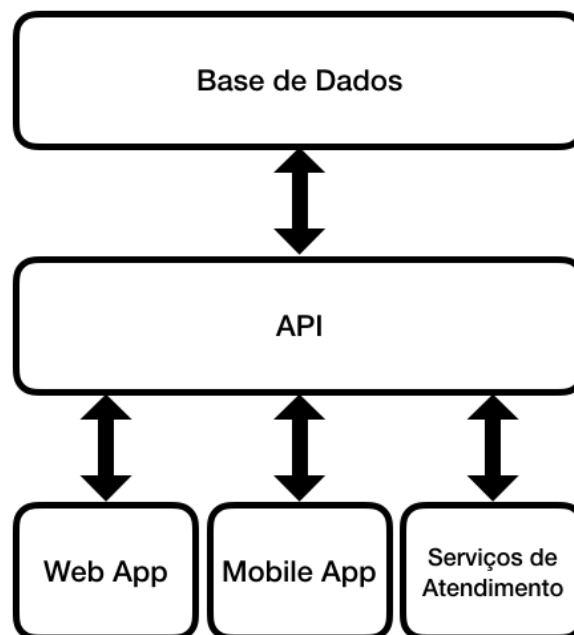 Base de Dados
API
Web App
Mobile App
Serviços de
Atendimento